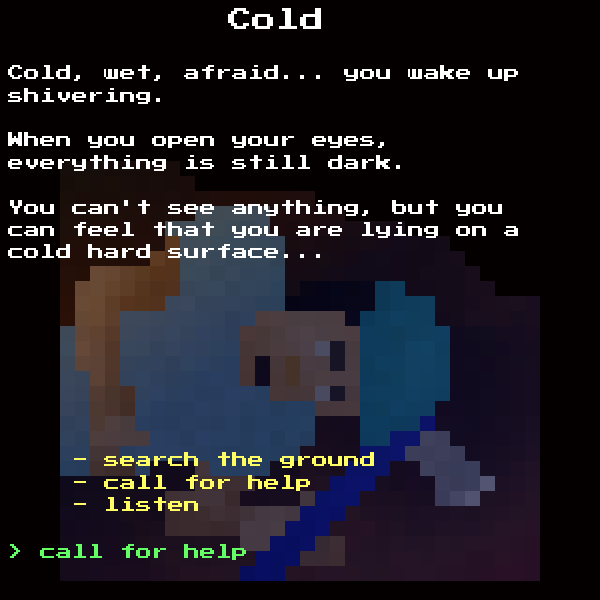 Cold
Cold, wet, afraid... you wake up
shivering.
When you open your eyes,
everything is still dark.
You can't see anything, but you
can feel that you are lying on a
cold hard surface...
- search the ground
- call for help
- listen
> call for help